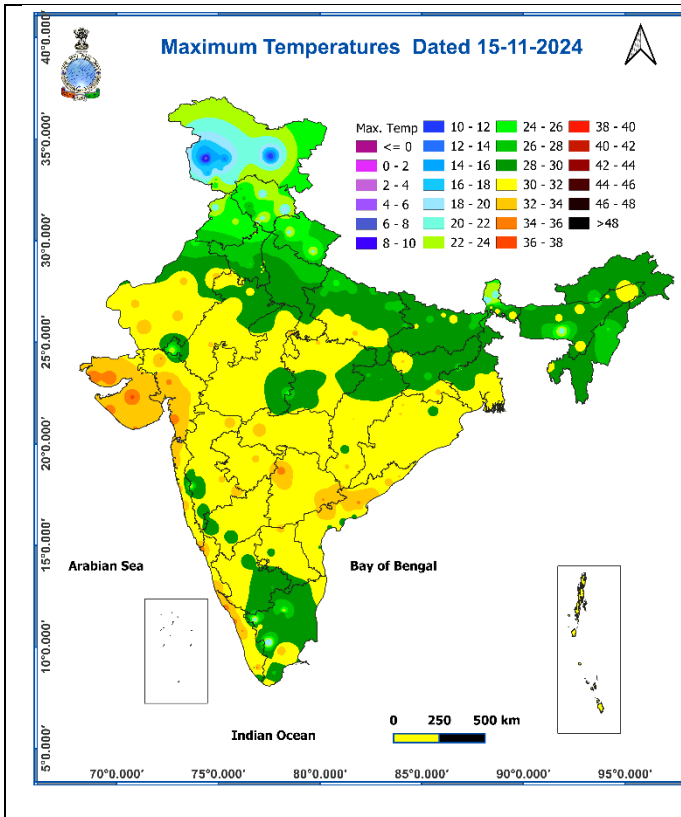 Maximum Temperatures Dated 15-11-2024
Max. Temp
<= 0
0 - 2
2 - 4
4 - 6
6 - 8
8 - 10
10 - 12
12 - 14
14 - 16
16 - 18
18 - 20
20 - 22
22 - 24
24 - 26
26 - 28
28 - 30
30 - 32
32 - 34
34 - 36
36 - 38
38 - 40
40 - 42
42 - 44
44 - 46
46 - 48
>48
40°0.000'
35°0.000'
30°0.000'
25°0.000'
20°0.000'
15°0.000'
10°0.000'
5°0.000'
Arabian Sea
Bay of Bengal
Indian Ocean
0 250 500 km
70°0.000' 75°0.000' 80°0.000' 85°0.000' 90°0.000' 95°0.000'